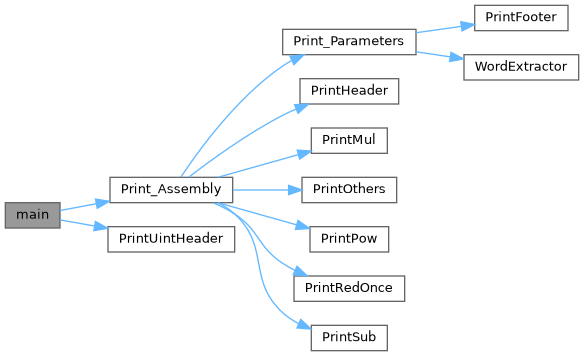 main
Print_Assembly
PrintUintHeader
Print_Parameters
PrintHeader
PrintMul
PrintOthers
PrintPow
PrintRedOnce
PrintSub
PrintFooter
WordExtractor